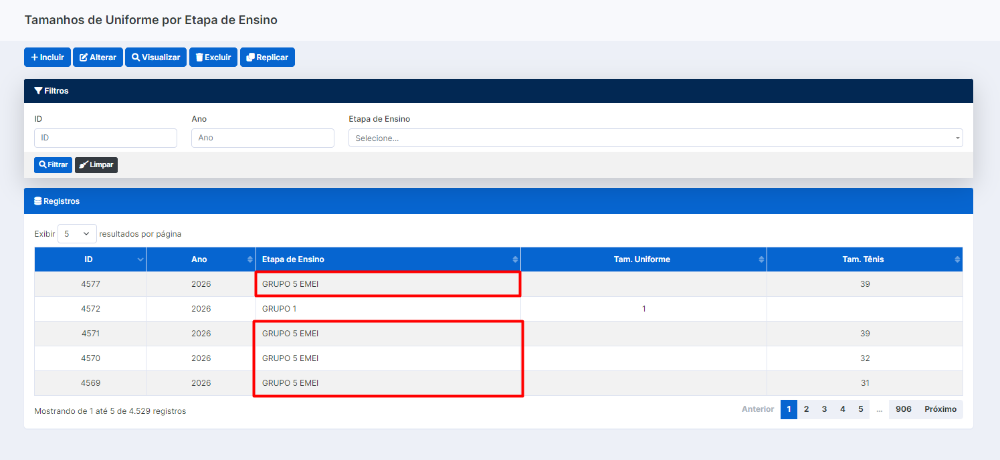 Tamanhos de Uniforme por Etapa de Ensino
Incluir Alterar Visualizar Excluir Replicar
Filtros
ID Ano Etapa de Ensino
ID Ano Selecione...
Filtrar Limpar
Registros
Exibir 5 resultados por página
ID Ano Etapa de Ensino Tam. Uniforme Tam. Tênis
4577 2026 GRUPO 5 EMEI 39
4572 2026 GRUPO 1 1
4571 2026 GRUPO 5 EMEI 39
4570 2026 GRUPO 5 EMEI 32
4569 2026 GRUPO 5 EMEI 31
Mostrando de 1 até 5 de 4.529 registros
Anterior 1 2 3 4 5 ... 906 Próximo